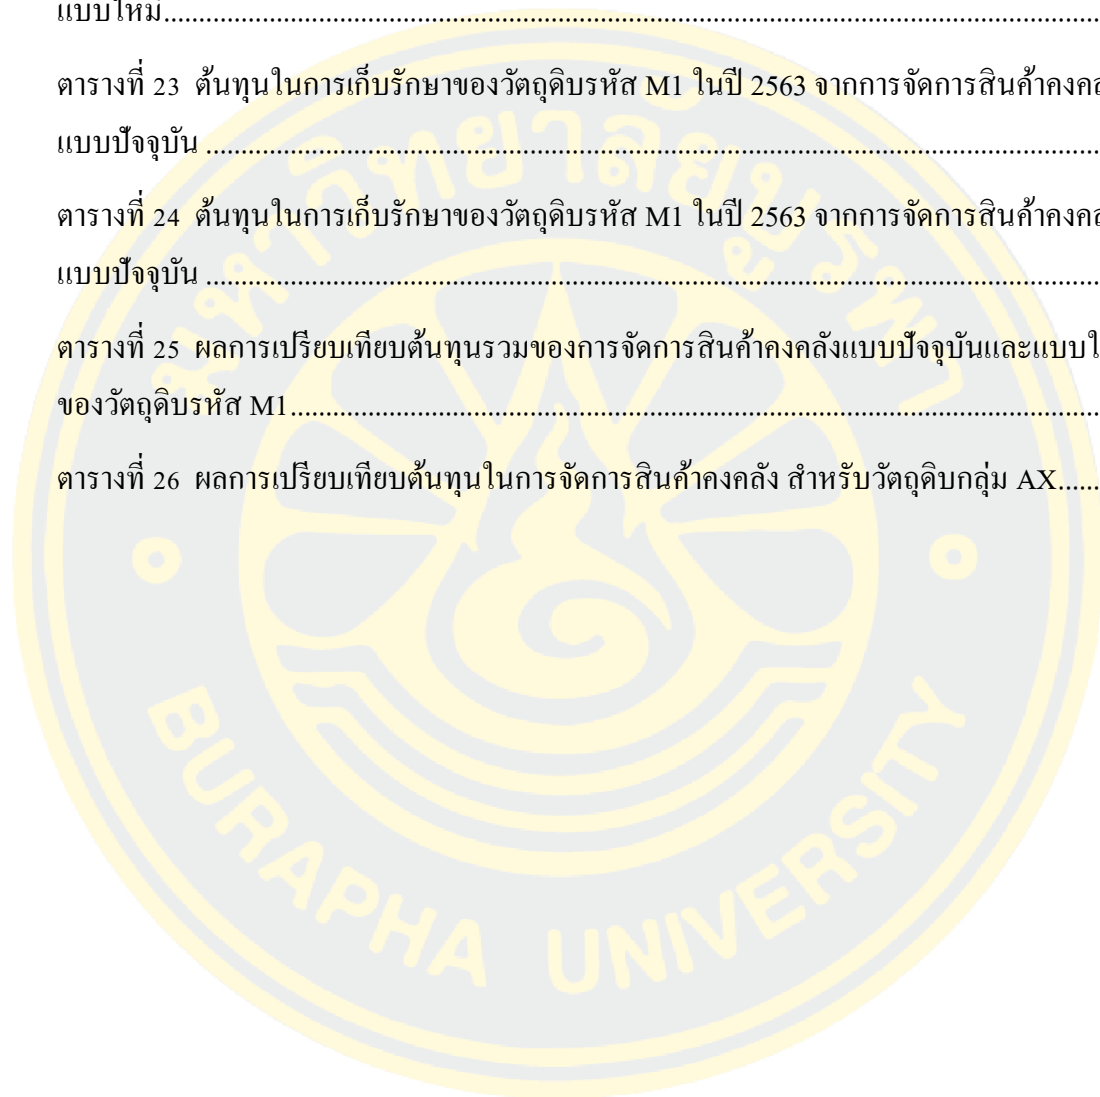 แบบใหม่.....................................................................................................................
ตารางที่ 23 ต้นทุนในการเก็บรักษาของวัตถุดิบรหัส M1 ในปี 2563 จากการจัดการสินค้าคงคล
แบบปัจจุบัน ...............................................................................................................
ตารางที่ 24 ต้นทุนในการเก็บรักษาของวัตถุดิบรหัส M1 ในปี 2563 จากการจัดการสินค้าคงคล
แบบปัจจุบัน ...............................................................................................................
ตารางที่ 25 ผลการเปรียบเทียบต้นทุนรวมของการจัดการสินค้าคงคลังแบบปัจจุบันและแบบใ
ของวัตถุดิบรหัส M1...................................................................................................
ตารางที่ 26 ผลการเปรียบเทียบต้นทุนในการจัดการสินค้าคงคลัง สำหรับวัตถุดิบกลุ่ม AX......
มหาวิทยาลัยบูรพา
BURAPHA UNIVERSITY